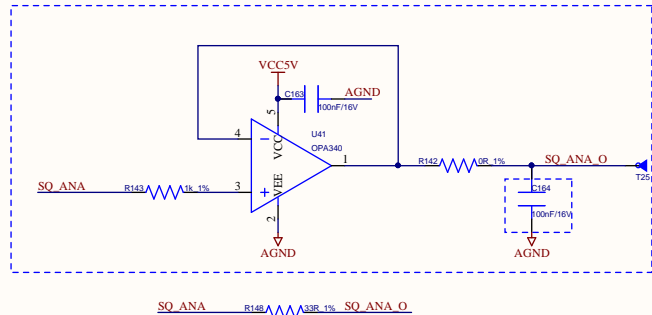 VCC5V
C163
AGND
100nF/16V
5
U41
OPA340
4
VCC
1
R142
0R_1%
SQ_ANA_O
T25
SQ_ANA
R143
1k_1%
3
VEE
C164
100nF/16V
2
AGND
AGND
SQ_ANA
R148
33R_1%
SQ_ANA_O